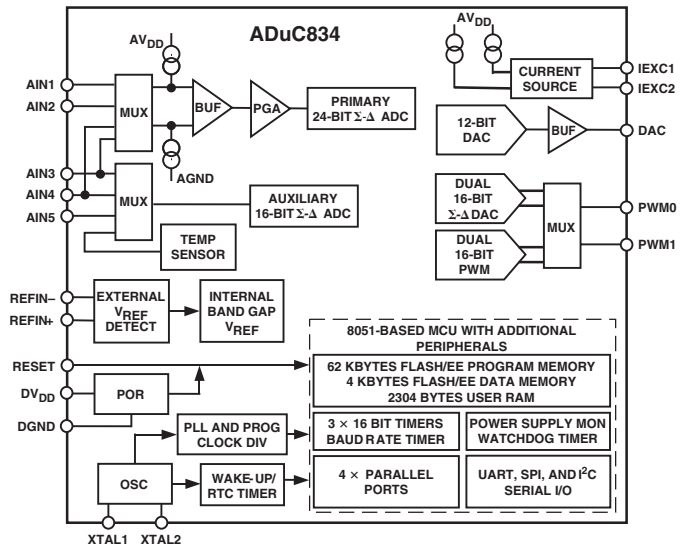 ADuC834
AVDD
AIN1
AIN2
MUX
BUF
PGA
PRIMARY
24-BIT Σ-Δ ADC
AGND
AIN3
AIN4
AIN5
MUX
AUXILIARY
16-BIT Σ-Δ ADC
TEMP
SENSOR
AVDD
CURRENT
SOURCE
IEXC1
IEXC2
12-BIT
DAC
BUF
DAC
DUAL
16-BIT
Σ-Δ DAC
DUAL
16-BIT
PWM
MUX
PWM0
PWM1
REFIN–
REFIN+
EXTERNAL
VREF
DETECT
INTERNAL
BAND GAP
VREF
RESET
DVDD
DGND
POR
8051-BASED MCU WITH ADDITIONAL
PERIPHERALS
62 KBYTES FLASH/EE PROGRAM MEMORY
4 KBYTES FLASH/EE DATA MEMORY
2304 BYTES USER RAM
PLL AND PROG
CLOCK DIV
3 × 16 BIT TIMERS
BAUD RATE TIMER
POWER SUPPLY MON
WATCHDOG TIMER
OSC
WAKE-UP/
RTC TIMER
4 × PARALLEL
PORTS
UART, SPI, AND I²C
SERIAL I/O
XTAL1
XTAL2